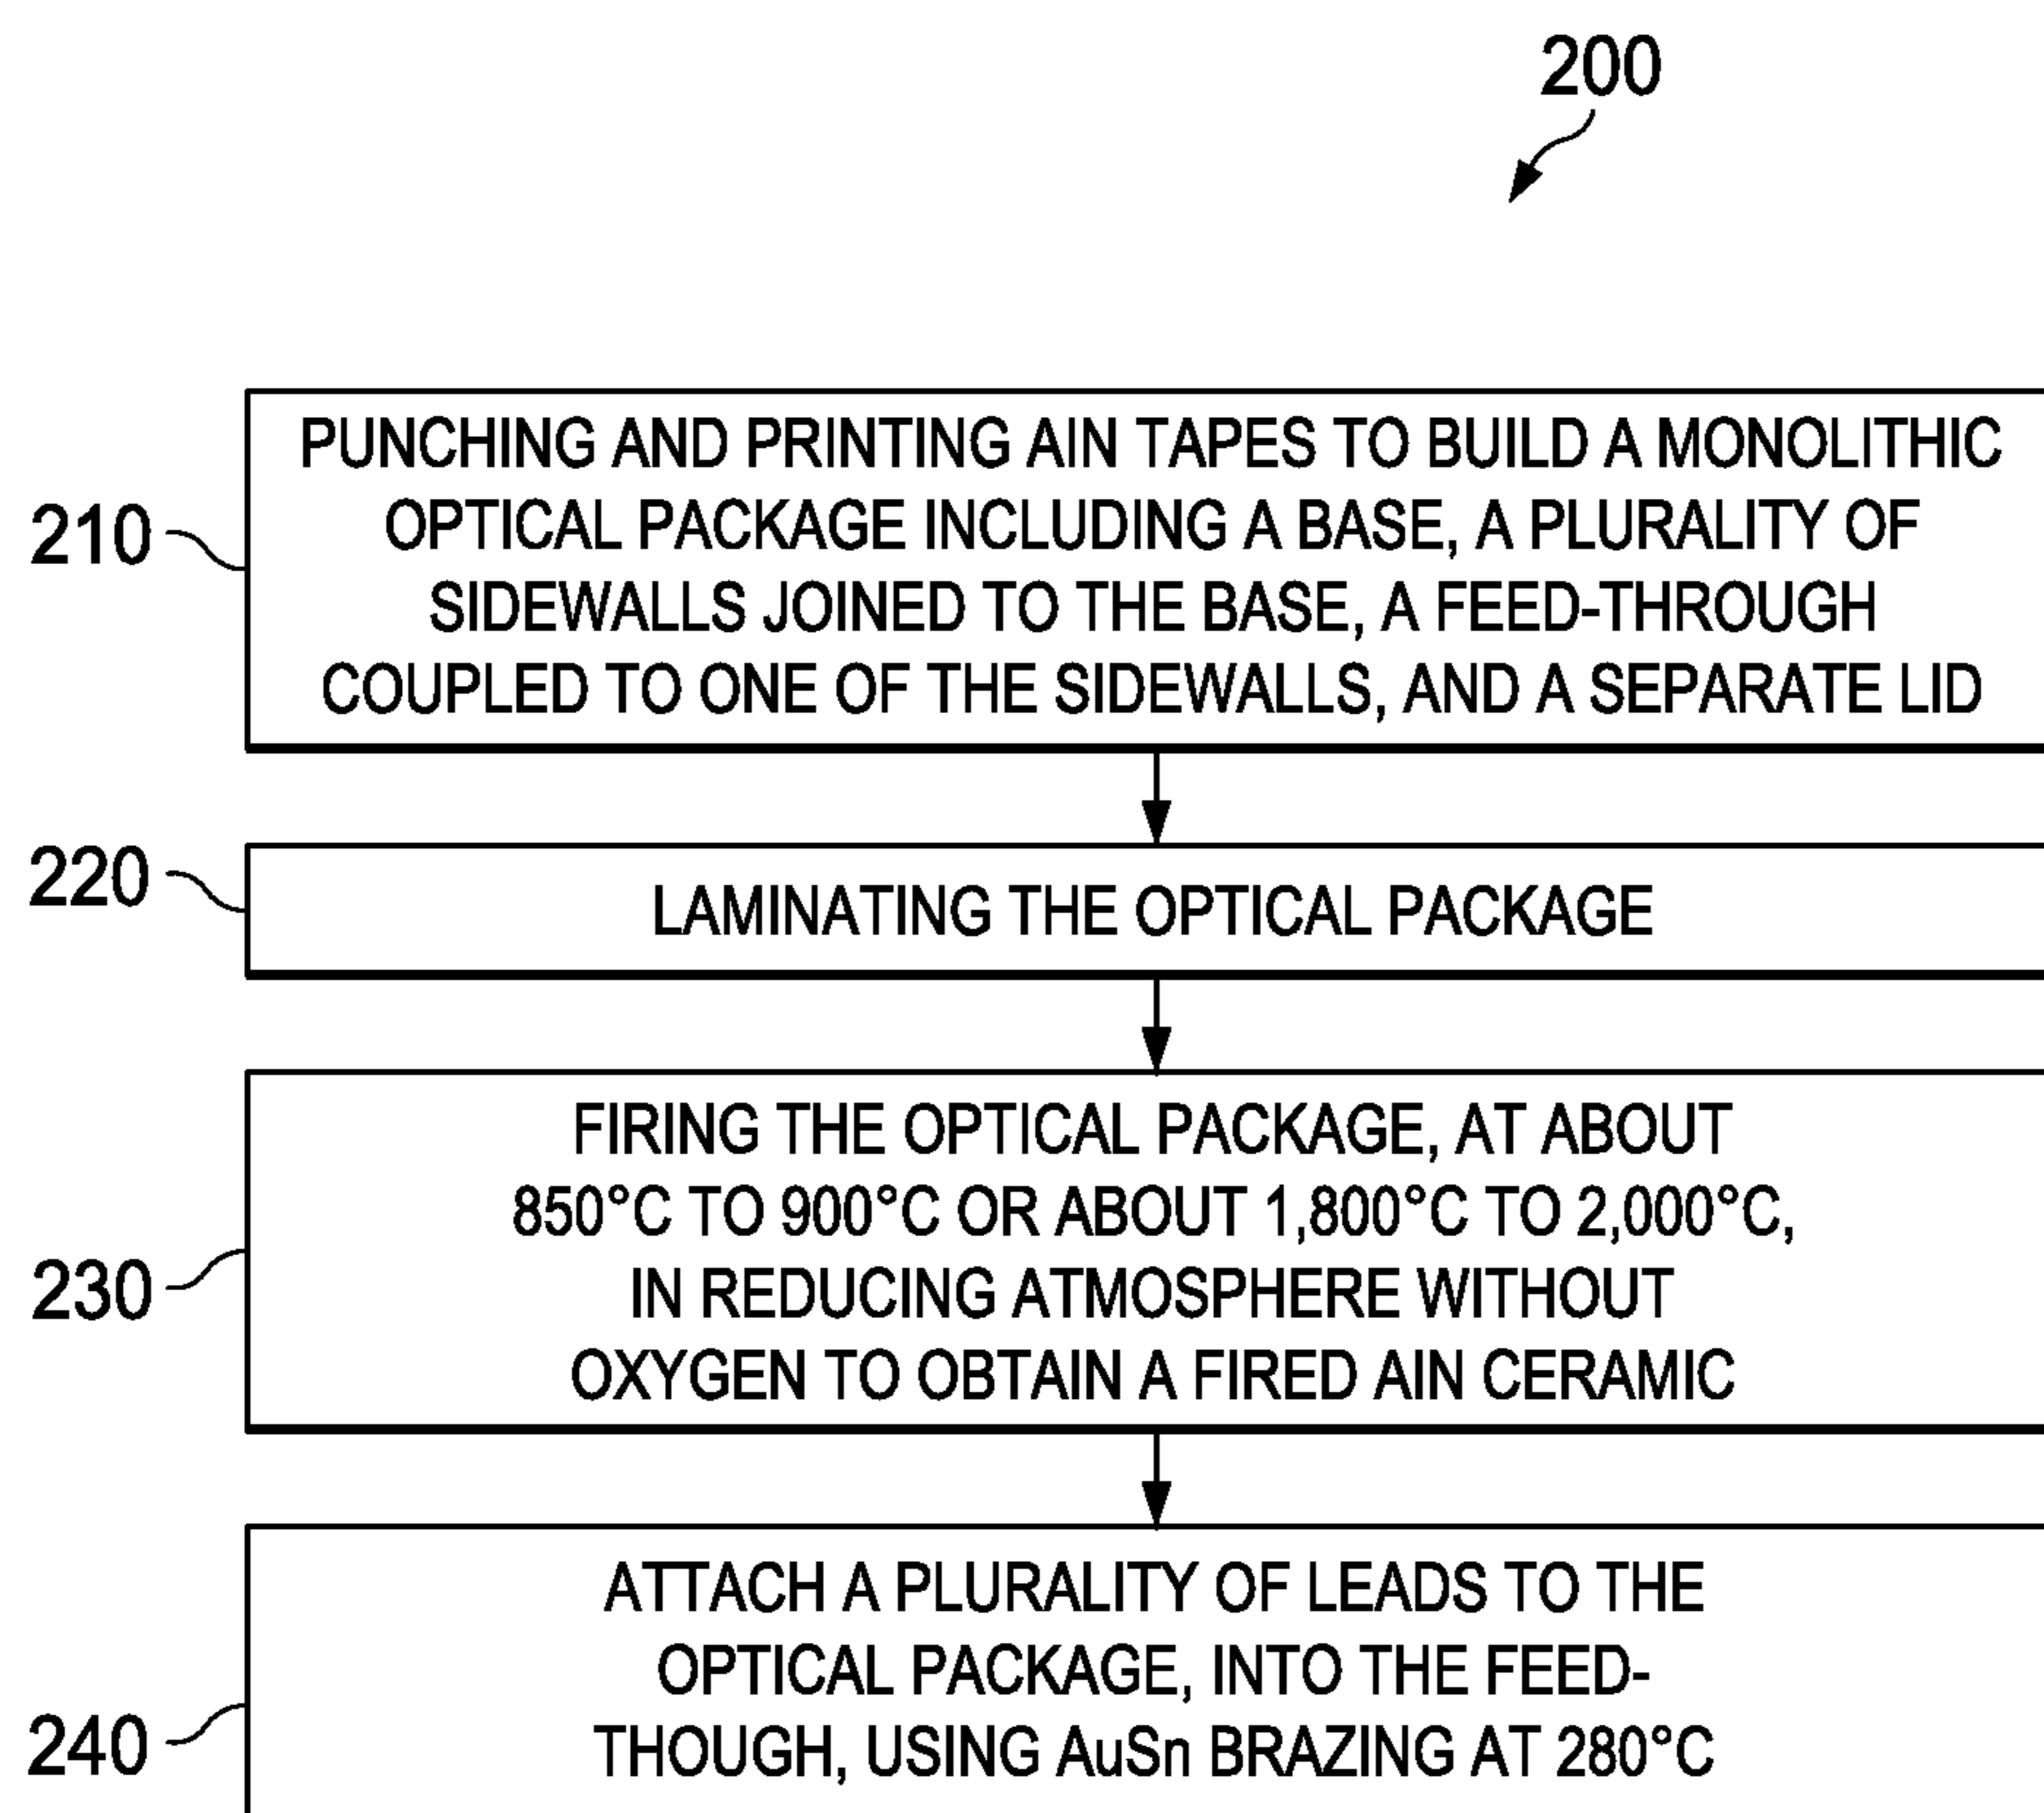 200
210
PUNCHING AND PRINTING AIN TAPES TO BUILD A MONOLITHIC
OPTICAL PACKAGE INCLUDING A BASE, A PLURALITY OF
SIDEWALLS JOINED TO THE BASE, A FEED-THROUGH
COUPLED TO ONE OF THE SIDEWALLS, AND A SEPARATE LID
220
LAMINATING THE OPTICAL PACKAGE
230
FIRING THE OPTICAL PACKAGE, AT ABOUT
850°C TO 900°C OR ABOUT 1,800°C TO 2,000°C,
IN REDUCING ATMOSPHERE WITHOUT
OXYGEN TO OBTAIN A FIRED AIN CERAMIC
240
ATTACH A PLURALITY OF LEADS TO THE
OPTICAL PACKAGE, INTO THE FEED-
THOUGH, USING AuSn BRAZING AT 280°C